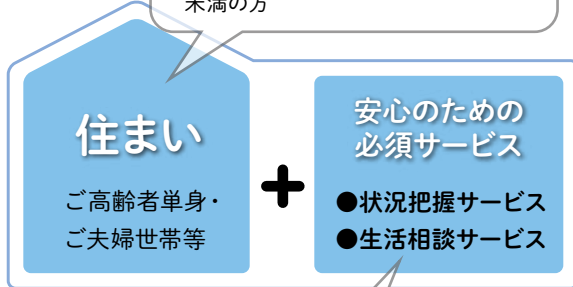 未満の方
住まい
ご高齢者単身・
ご夫婦世帯等
+
安心のための
必須サービス
●状況把握サービス
●生活相談サービス